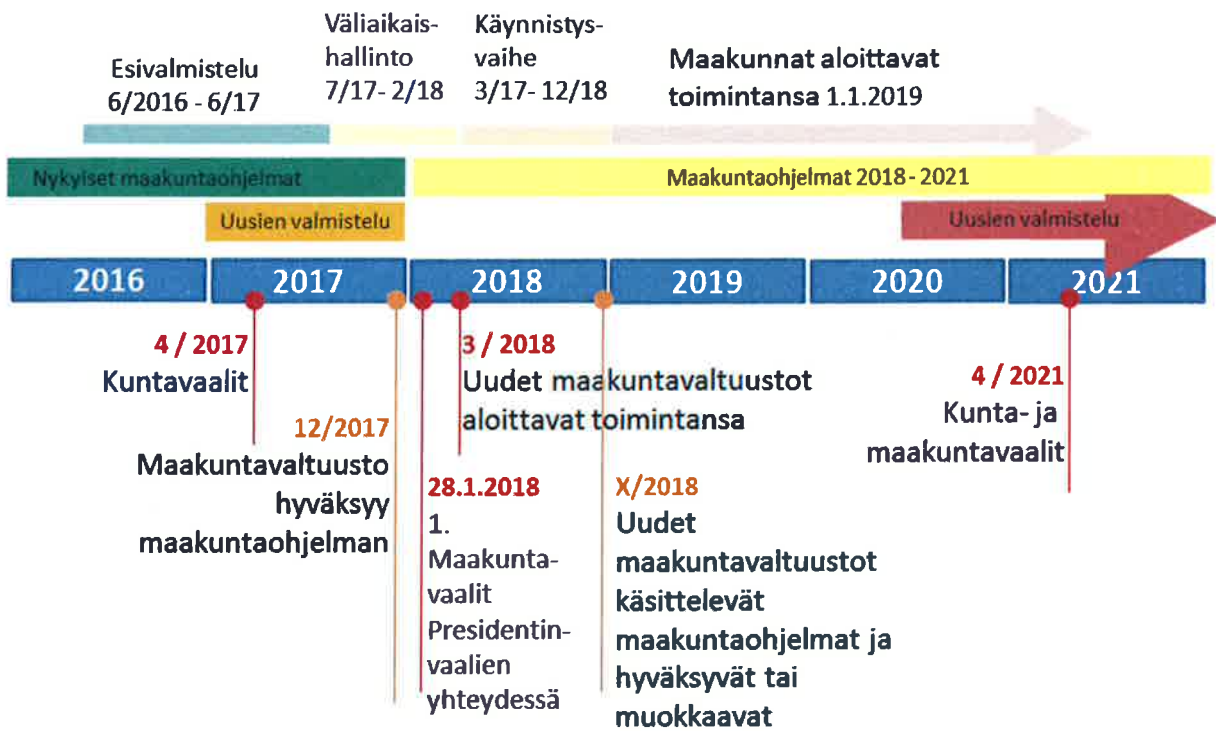 Esivalmistelu
6/2016 - 6/17
Väliaikais-
hallinto
7/17- 2/18
Käynnistys-
vaihe
3/17- 12/18
Maakunnat aloittavat
toimintansa 1.1.2019
Nykyiset maakuntaohjelmat
Maakuntaohjelmat 2018 - 2021
Uusien valmistelu
Uusien valmistelu
2016
2017
2018
2019
2020
2021
4 / 2017
Kuntavaalit
12/2017
Maakuntavaltuusto
hyväksyy
maakuntaohjelman
28.1.2018
1.
Maakunta-
vaalit
Presidentin-
vaalien
yhteydessä
3 / 2018
Uudet maakuntavaltuustot
aloittavat toimintansa
X/2018
Uudet
maakuntavaltuustot
käsittelevät
maakuntaohjelmat ja
hyväksyvät tai
muokkaavat
4 / 2021
Kunta- ja
maakuntavaalit